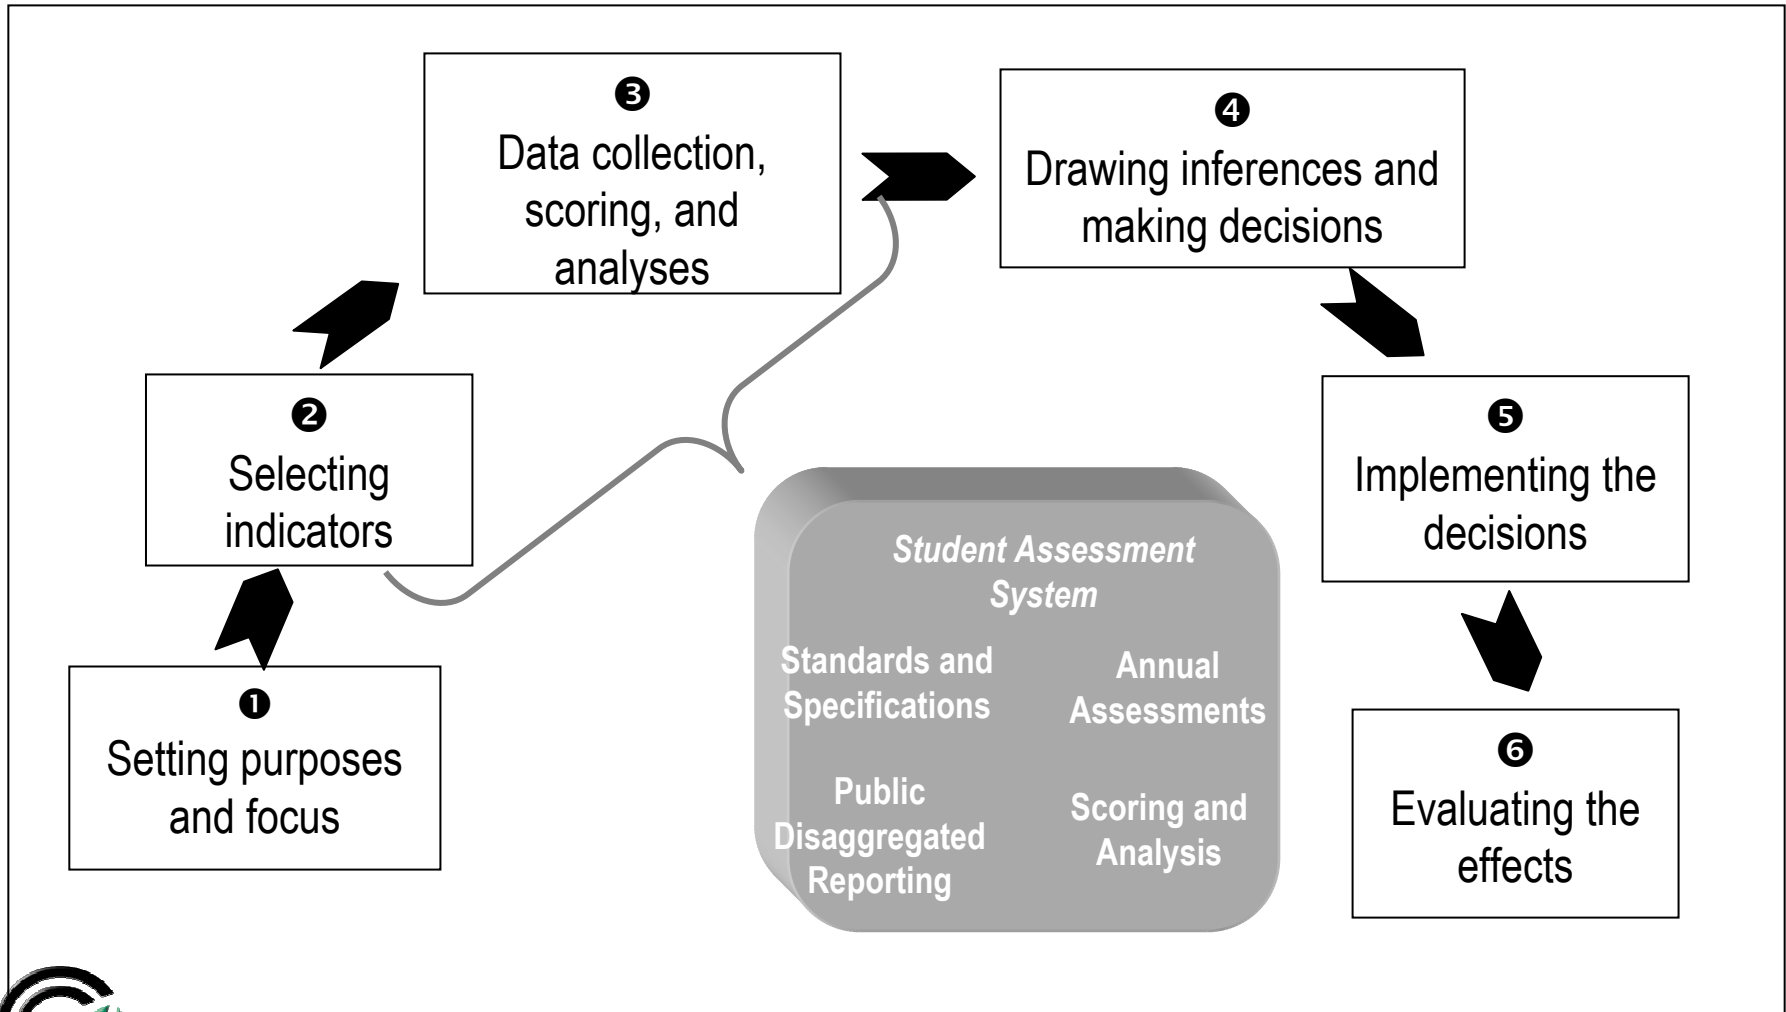 ❶
Setting purposes
and focus
❷
Selecting
indicators
❸
Data collection,
scoring, and
analyses
❹
Drawing inferences and
making decisions
❺
Implementing the
decisions
❻
Evaluating the
effects
Student Assessment
System
Standards and
Specifications
Annual
Assessments
Public
Disaggregated
Reporting
Scoring and
Analysis